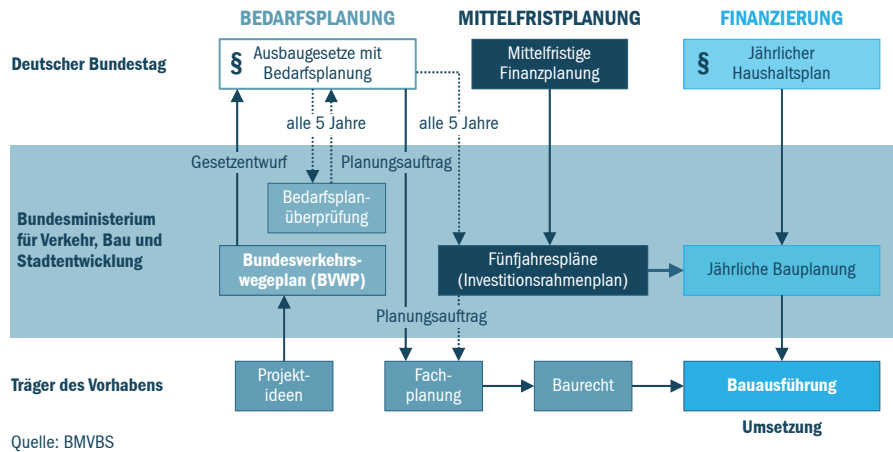 BEDARFSPLANUNG
MITTELFRISTPLANUNG
FINANZIERUNG
Deutscher Bundestag
§ Ausbaugesetze mit
Bedarfsplanung
Mittelfristige
Finanzplanung
§ Jährlicher
Haushaltsplan
alle 5 Jahre
alle 5 Jahre
Gesetzentwurf
Planungsauftrag
Bundesministerium
für Verkehr, Bau und
Stadtentwicklung
Bedarfsplan-
überprüfung
Bundesverkehrs-
wegeplan (BVWP)
Fünfjahrespläne
(Investitionsrahmenplan)
Jährliche Bauplanung
Planungsauftrag
Träger des Vorhabens
Projekt-
ideen
Fach-
planung
Baurecht
Bauausführung
Umsetzung
Quelle: BMVBS